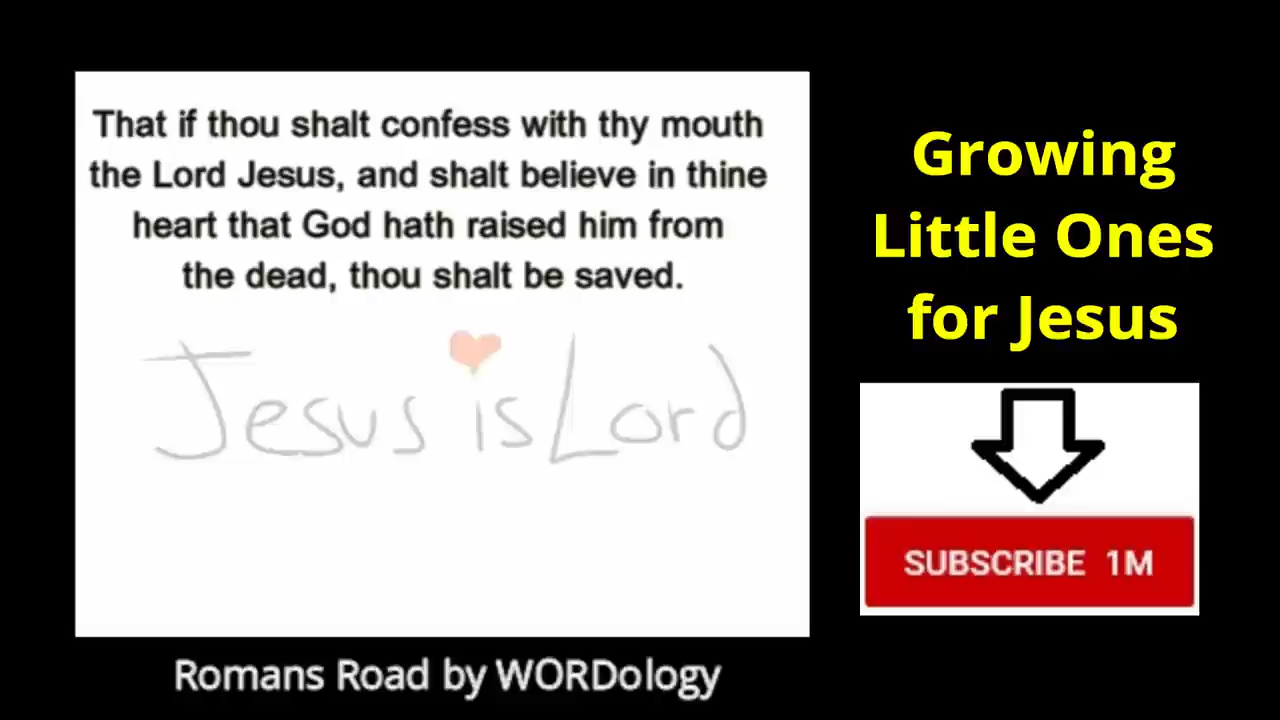 That if thou shalt confess with thy mouth
the Lord Jesus, and shalt believe in thine
heart that God hath raised him from
the dead, thou shalt be saved.
Jesus is Lord
Romans Road by WORDology
Growing
Little Ones
for Jesus
SUBSCRIBE 1M